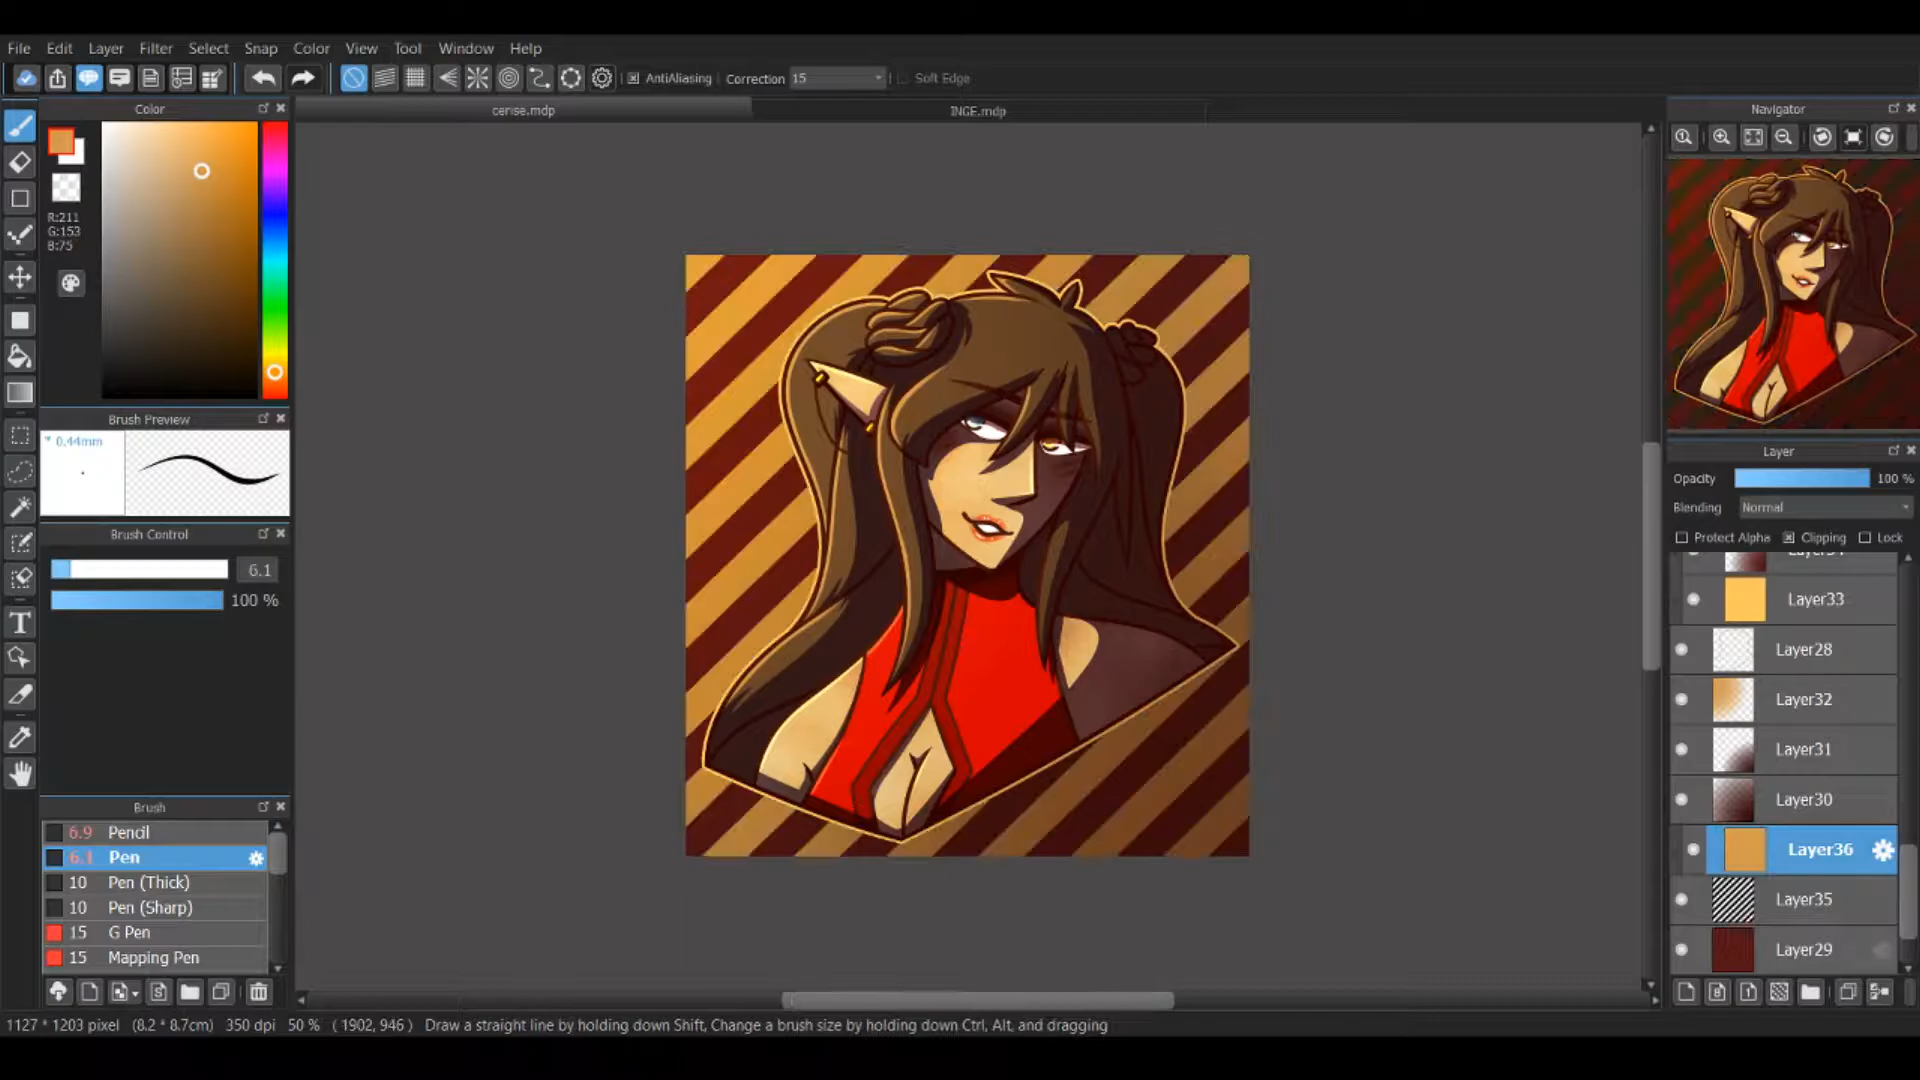 File Edit Layer Filter Select Snap Color View Tool Window Help
AntiAliasing Correction 15 Soft Edge
Color
cerise.mdp
INGE.mdp
Navigator
R:211
G:153
B:75
Brush Preview
* 0.44mm
Brush Control
6.1
100 %
Layer
Opacity 100 %
Blending Normal
Protect Alpha Clipping Lock
Layer33
Layer28
Layer32
Layer31
Layer30
Layer36
Layer35
Layer29
Brush
6.9 Pencil
6.1 Pen
10 Pen (Thick)
10 Pen (Sharp)
15 G Pen
15 Mapping Pen
1127 * 1203 pixel (8.2 * 8.7cm) 350 dpi 50 % ( 1902, 946 ) Draw a straight line by holding down Shift, Change a brush size by holding down Ctrl, Alt, and dragging